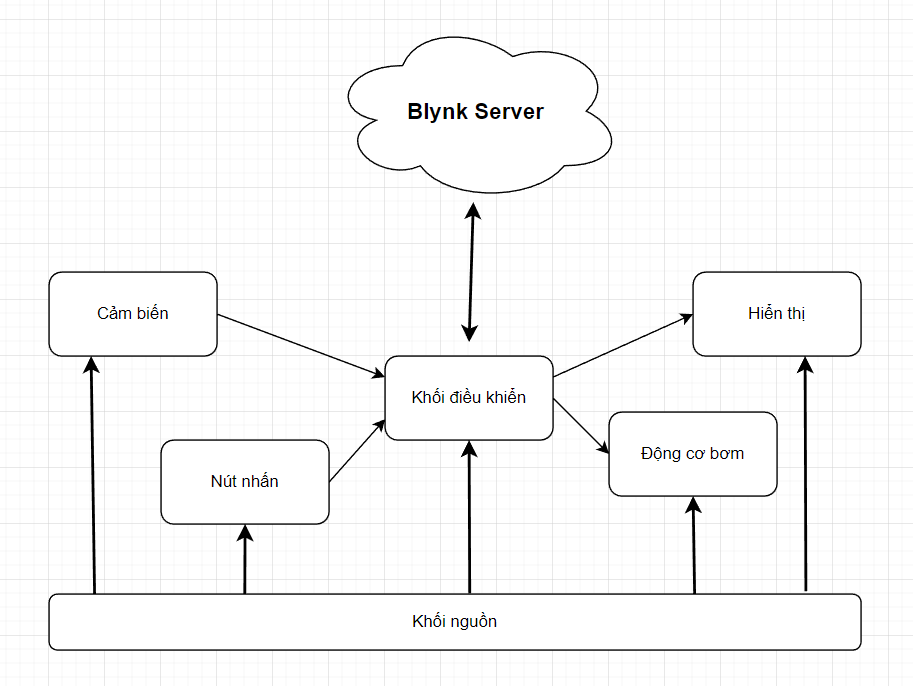 Blynk Server
Cảm biến
Hiển thị
Khối điều khiển
Động cơ bơm
Nút nhấn
Khối nguồn